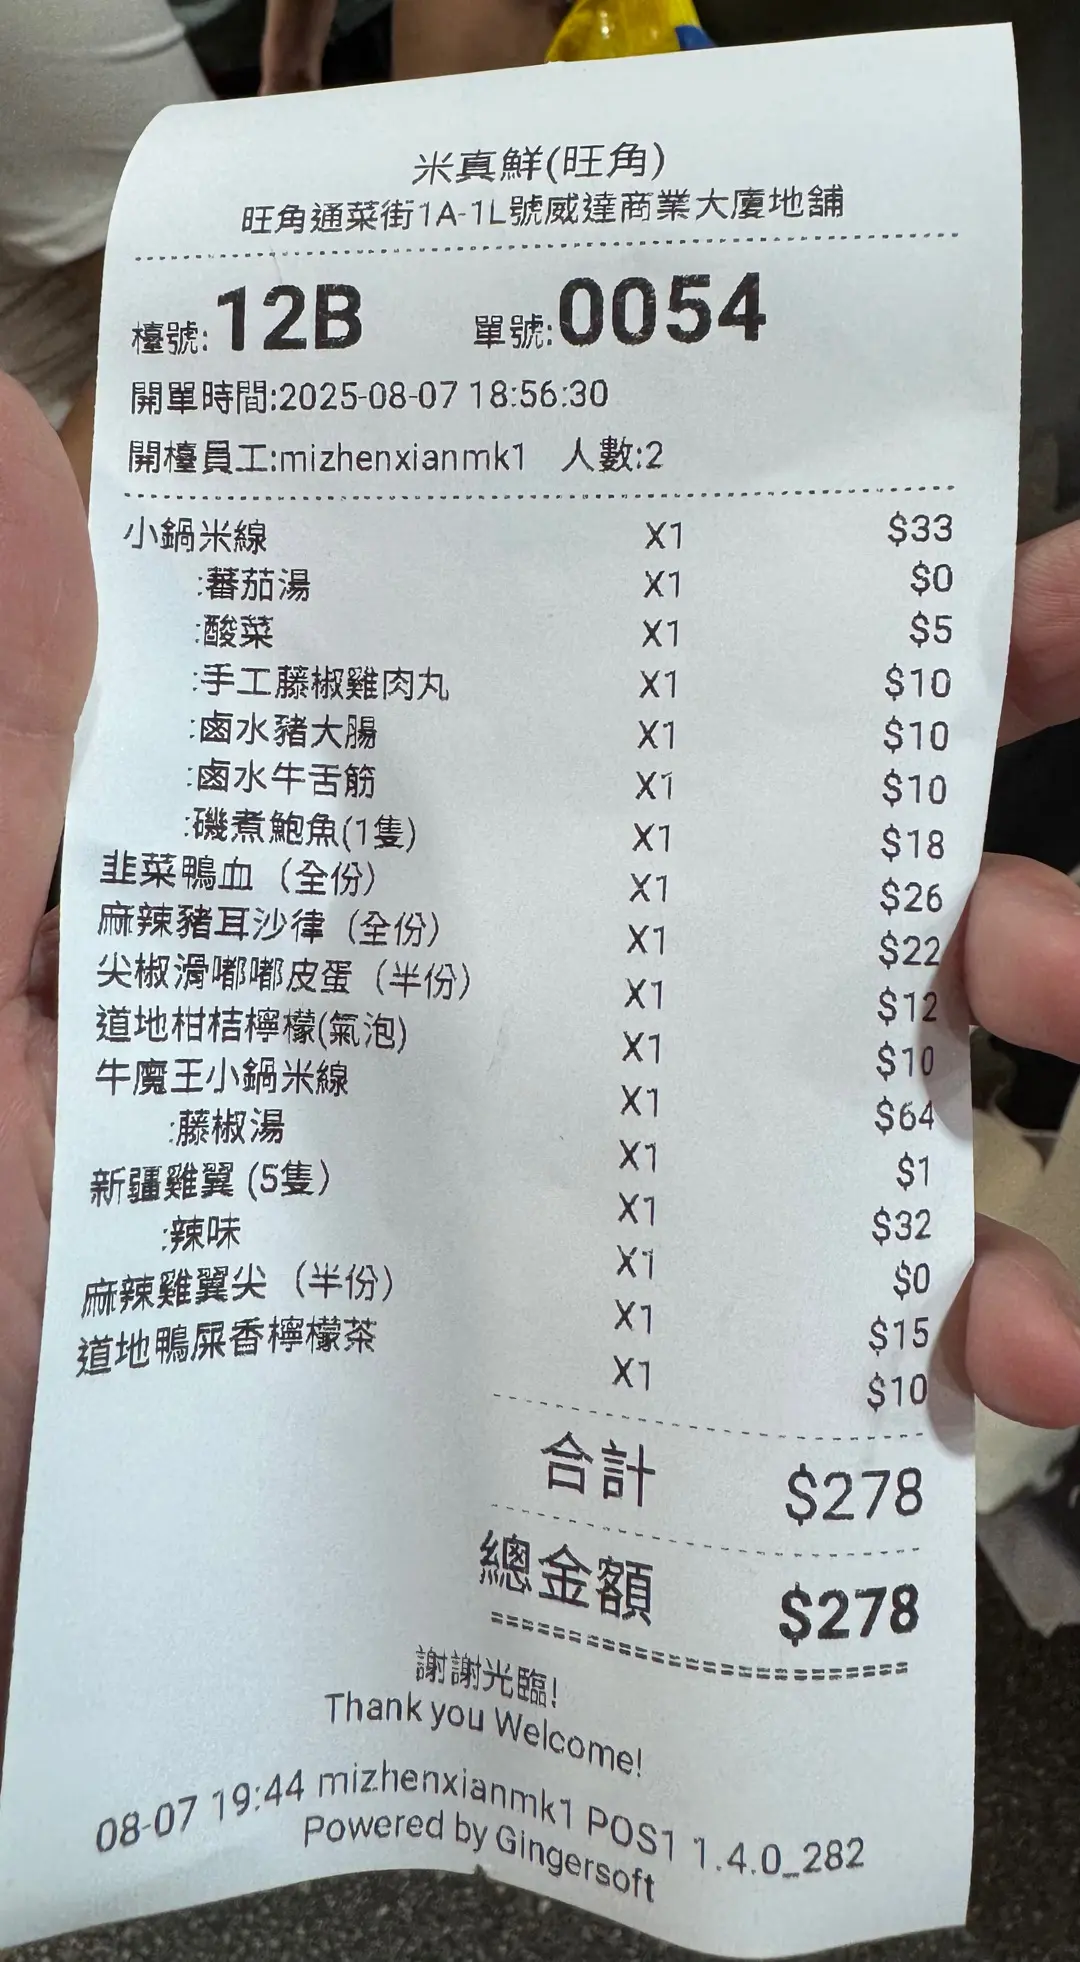 米真鮮(旺角)
旺角通菜街1A-1L號威達商業大廈地舖
檯號:12B 單號:0054
開單時間:2025-08-07 18:56:30
開檯員工:mizhenxianmk1 人數:2
小鍋米線 X1 $33
:蕃茄湯 X1 $0
:酸菜 X1 $5
:手工藤椒雞肉丸 X1 $10
:鹵水豬大腸 X1 $10
:鹵水牛舌筋 X1 $10
:磯煮鮑魚(1隻) X1 $18
韭菜鴨血（全份） X1 $26
麻辣豬耳沙律（全份） X1 $22
尖椒滑嘟嘟皮蛋（半份） X1 $12
道地柑桔檸檬(氣泡) X1 $10
牛魔王小鍋米線 X1 $64
:藤椒湯 X1 $1
新疆雞翼 (5隻） X1 $32
:辣味 X1 $0
麻辣雞翼尖（半份） X1 $15
道地鴨屎香檸檬茶 X1 $10
合計 $278
總金額 $278
謝謝光臨!
Thank you Welcome!
08-07 19:44 mizhenxianmk1 POS1 1.4.0_282
Powered by Gingersoft